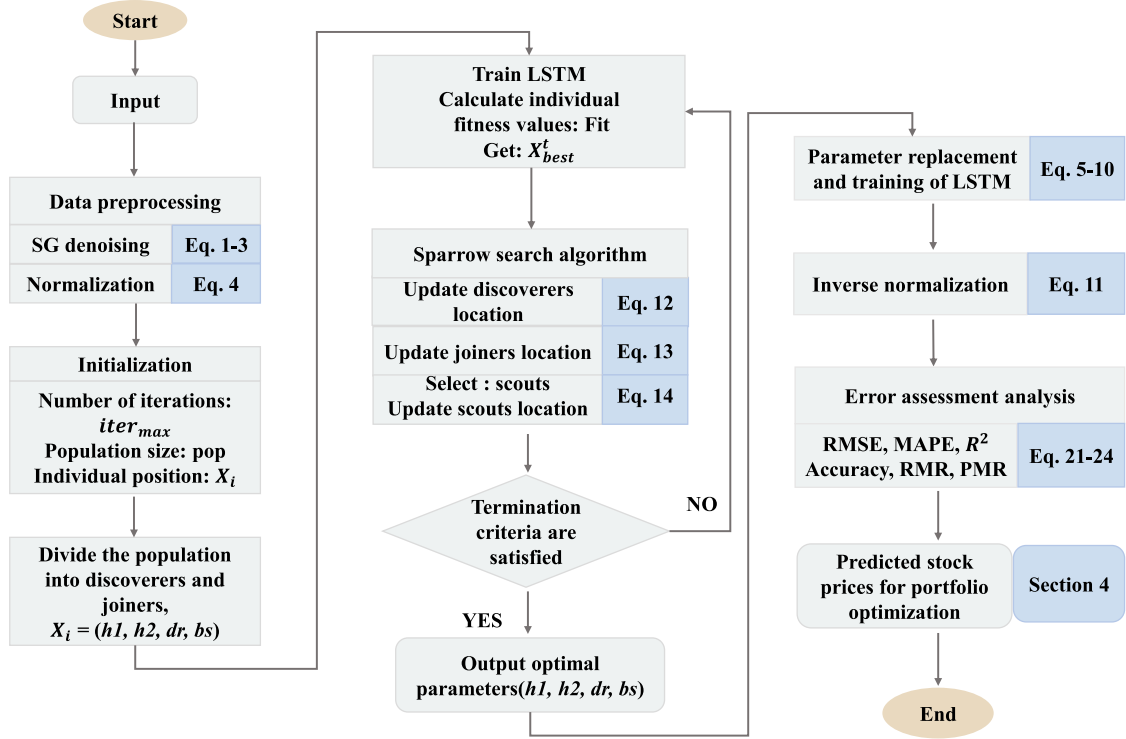 Start
Input
Data preprocessing
SG denoising Eq. 1-3
Normalization Eq. 4
Initialization
Number of iterations:
iter_max
Population size: pop
Individual position: X_i
Divide the population
into discoverers and
joiners,
X_i = (h1, h2, dr, bs)
Train LSTM
Calculate individual
fitness values: Fit
Get: X_best^t
Sparrow search algorithm
Update discoverers
location
Eq. 12
Update joiners location Eq. 13
Select : scouts
Update scouts location
Eq. 14
Termination
criteria are
satisfied
NO
YES
Output optimal
parameters(h1, h2, dr, bs)
Parameter replacement
and training of LSTM
Eq. 5-10
Inverse normalization Eq. 11
Error assessment analysis
RMSE, MAPE, R²
Accuracy, RMR, PMR
Eq. 21-24
Predicted stock
prices for portfolio
optimization
Section 4
End